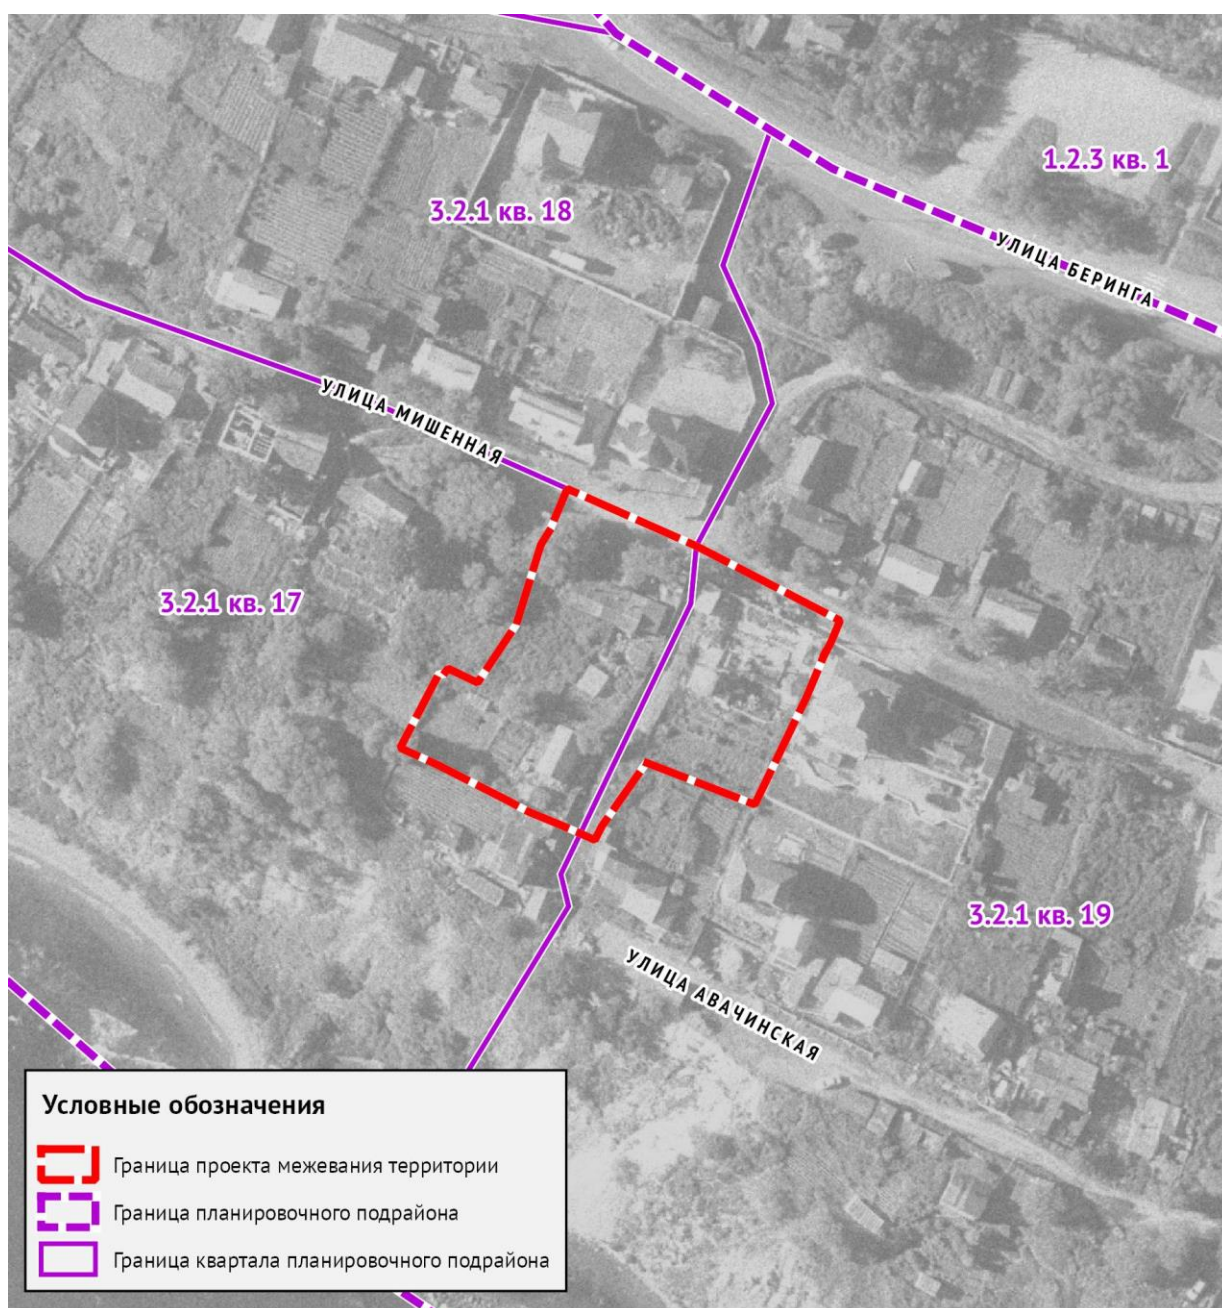 1.2.3 кв. 1
3.2.1 кв. 18
УЛИЦА БЕРИНГА
УЛИЦА МИШЕННАЯ
3.2.1 кв. 17
3.2.1 кв. 19
УЛИЦА АВАЧИНСКАЯ
Условные обозначения
Граница проекта межевания территории
Граница планировочного подрайона
Граница квартала планировочного подрайона